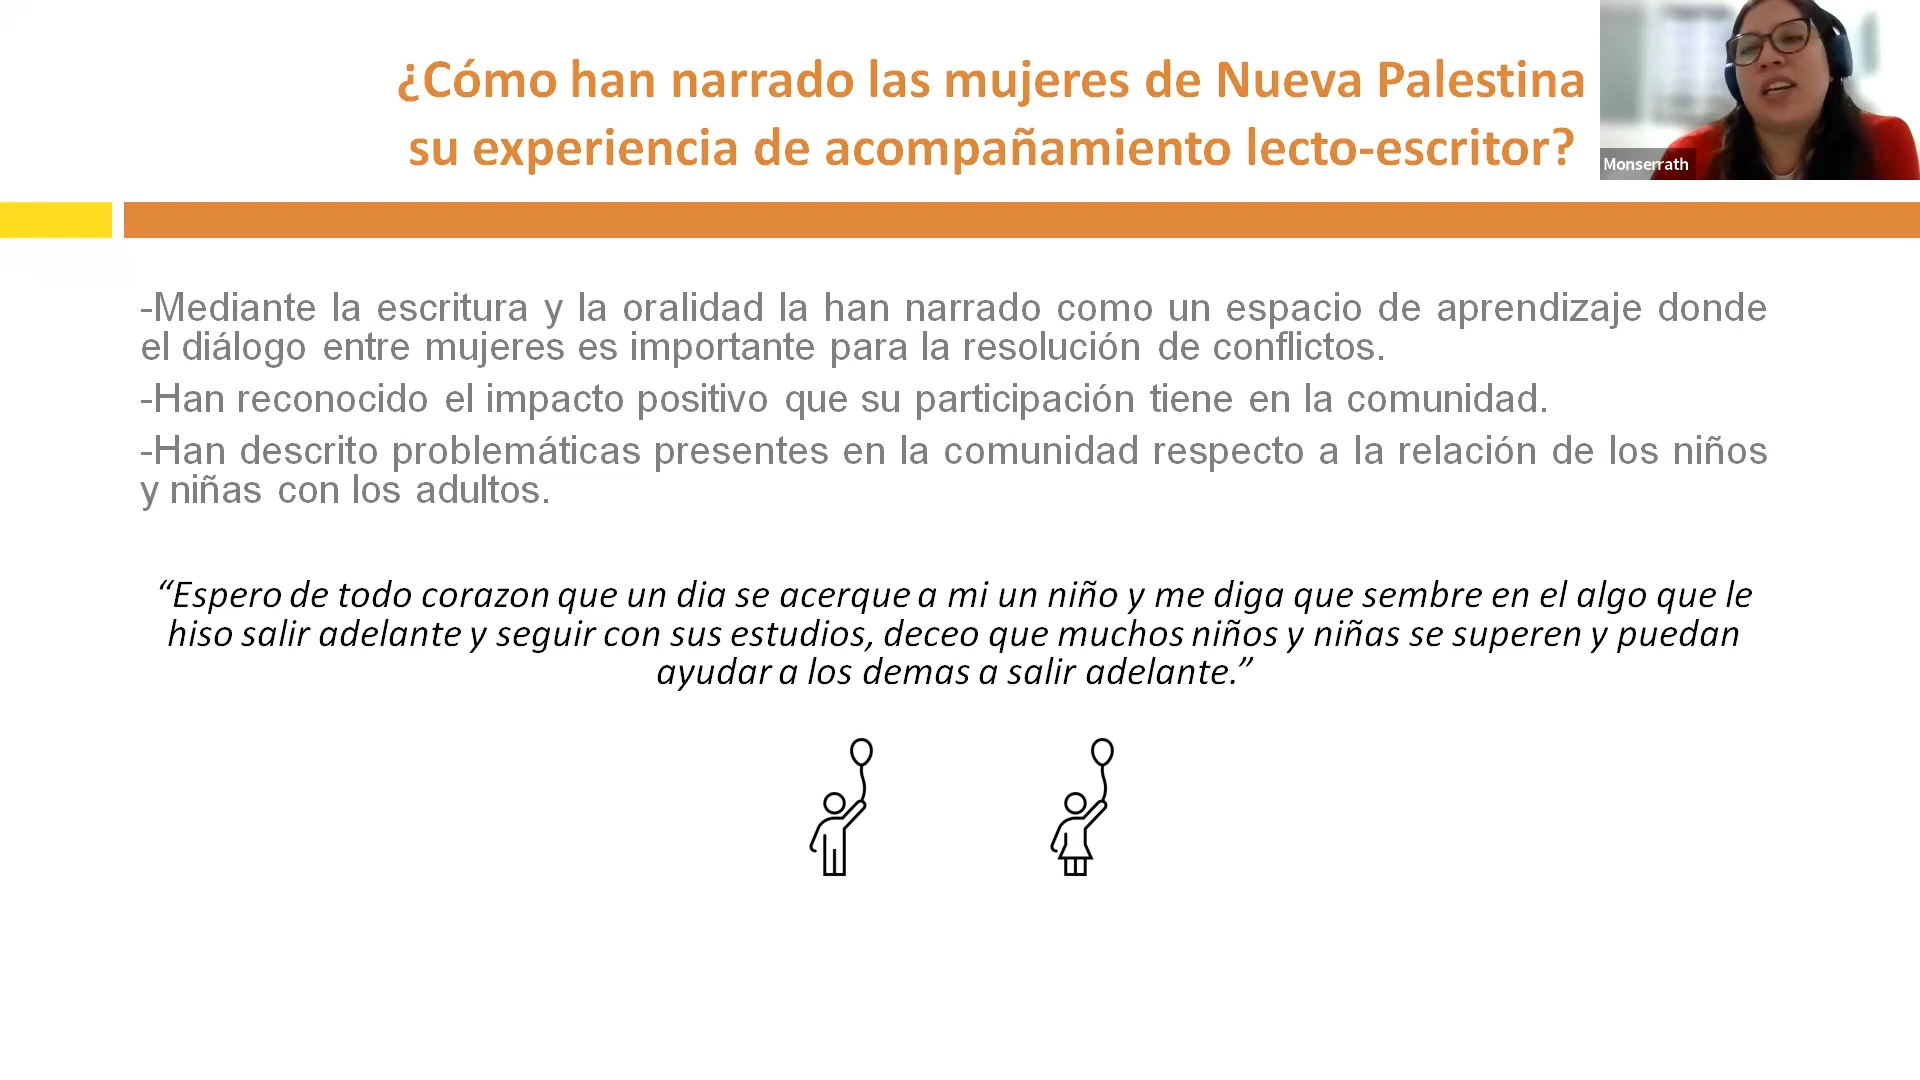 ¿Cómo han narrado las mujeres de Nueva Palestina
su experiencia de acompañamiento lecto-escritor?
Monserrath
-Mediante la escritura y la oralidad la han narrado como un espacio de aprendizaje donde
el diálogo entre mujeres es importante para la resolución de conflictos.
-Han reconocido el impacto positivo que su participación tiene en la comunidad.
-Han descrito problemáticas presentes en la comunidad respecto a la relación de los niños
y niñas con los adultos.
“Espero de todo corazon que un dia se acerque a mi un niño y me diga que sembre en el algo que le
hiso salir adelante y seguir con sus estudios, deceo que muchos niños y niñas se superen y puedan
ayudar a los demas a salir adelante.”